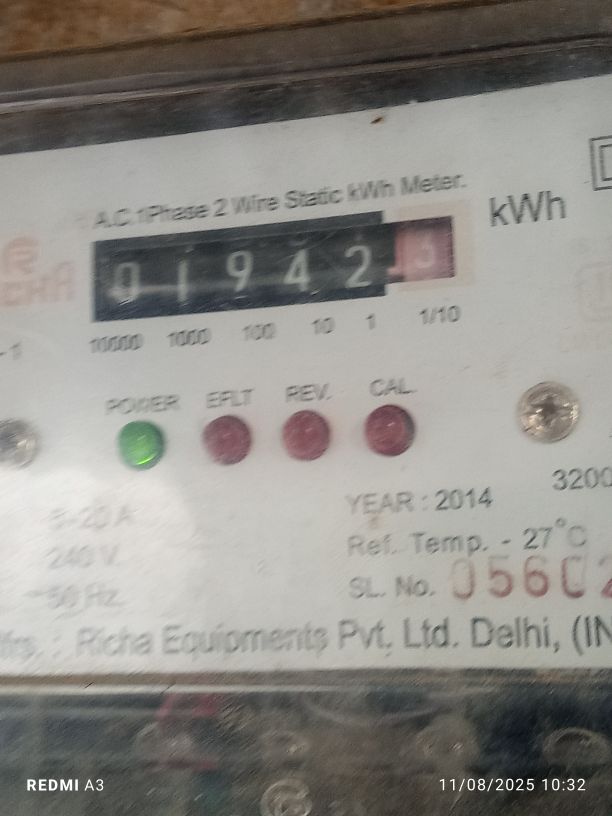 A.C.1Phase 2 Wire Static kWh Meter.
kWh
0 1 9 4 2
10000 1000 100 10 1 1/10
POWER EFLT REV. CAL.
3200
5-20 A
YEAR : 2014
240 V.
Ref. Temp. - 27°C
50 Hz.
SL. No. 0560
Richa Equipments Pvt. Ltd. Delhi, (IN
REDMI A3
11/08/2025 10:32